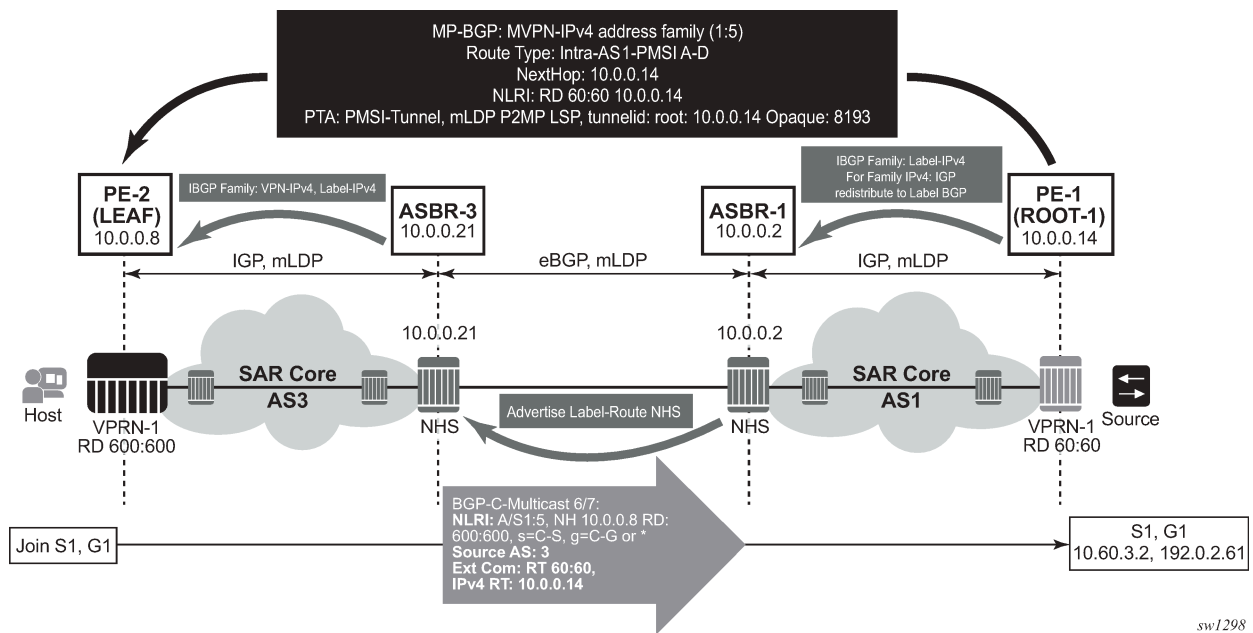 MP-BGP: MVPN-IPv4 address family (1:5)
Route Type: Intra-AS1-PMSI A-D
NextHop: 10.0.0.14
NLRI: RD 60:60 10.0.0.14
PTA: PMSI-Tunnel, mLDP P2MP LSP, tunnelid: root: 10.0.0.14 Opaque: 8193
PE-2
(LEAF)
10.0.0.8
IBGP Family: VPN-IPv4, Label-IPv4
ASBR-3
10.0.0.21
ASBR-1
10.0.0.2
IBGP Family: Label-IPv4
For Family IPv4: IGP
redistribute to Label BGP
PE-1
(ROOT-1)
10.0.0.14
IGP, mLDP
eBGP, mLDP
IGP, mLDP
10.0.0.21
10.0.0.2
Host
SAR Core
AS3
SAR Core
AS1
Source
VPRN-1
RD 600:600
NHS
Advertise Label-Route NHS
NHS
VPRN-1
RD 60:60
BGP-C-Multicast 6/7:
NLRI: A/S1:5, NH 10.0.0.8 RD:
600:600, s=C-S, g=C-G or *
Source AS: 3
Ext Com: RT 60:60,
IPv4 RT: 10.0.0.14
Join S1, G1
S1, G1
10.60.3.2, 192.0.2.61
sw1298